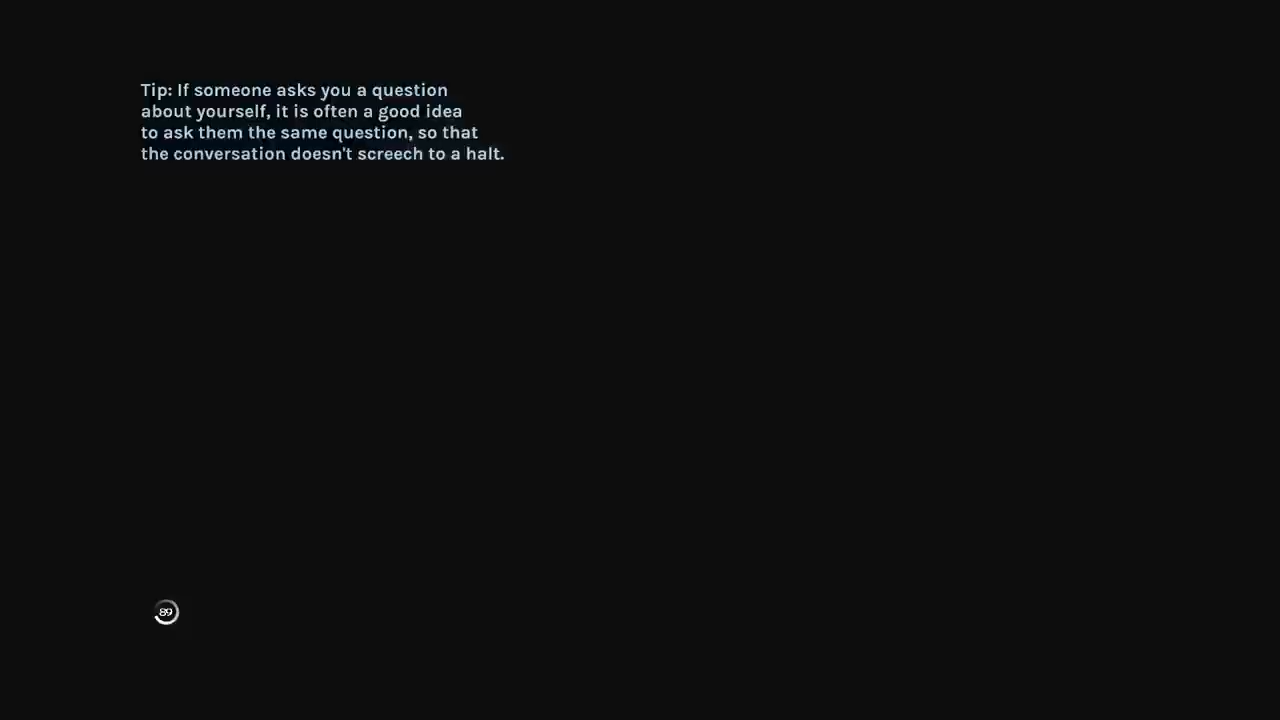 Tip: If someone asks you a question
about yourself, it is often a good idea
to ask them the same question, so that
the conversation doesn't screech to a halt.
89